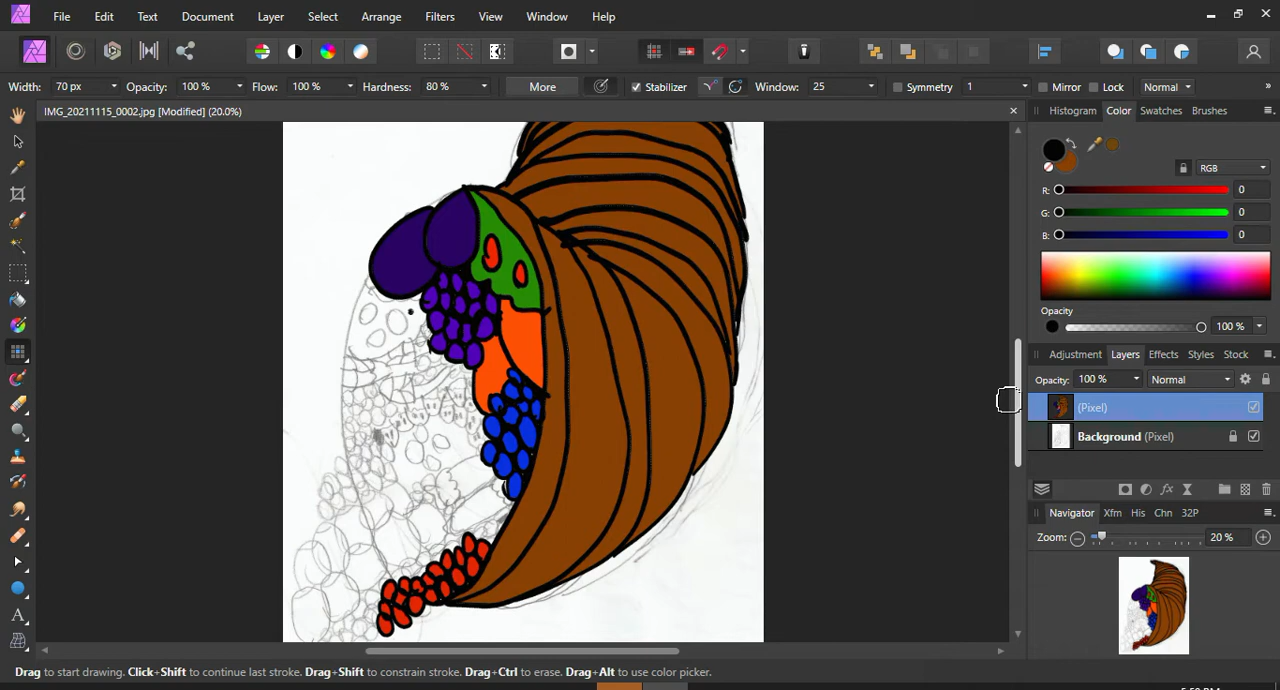 File Edit Text Document Layer Select Arrange Filters View Window Help
Width: 70 px Opacity: 100 % Flow: 100 % Hardness: 80 % More Stabilizer Window: 25 Symmetry 1 Mirror Lock Normal »
IMG_20211115_0002.jpg [Modified] (20.0%)
Histogram Color Swatches Brushes
RGB
R: 0
G: 0
B: 0
Opacity
100 %
Adjustment Layers Effects Styles Stock
Opacity: 100 % Normal
(Pixel)
Background (Pixel)
Navigator Xfm His Chn 32P
Zoom: 20 %
Drag to start drawing. Click+Shift to continue last stroke. Drag+Shift to constrain stroke. Drag+Ctrl to erase. Drag+Alt to use color picker.